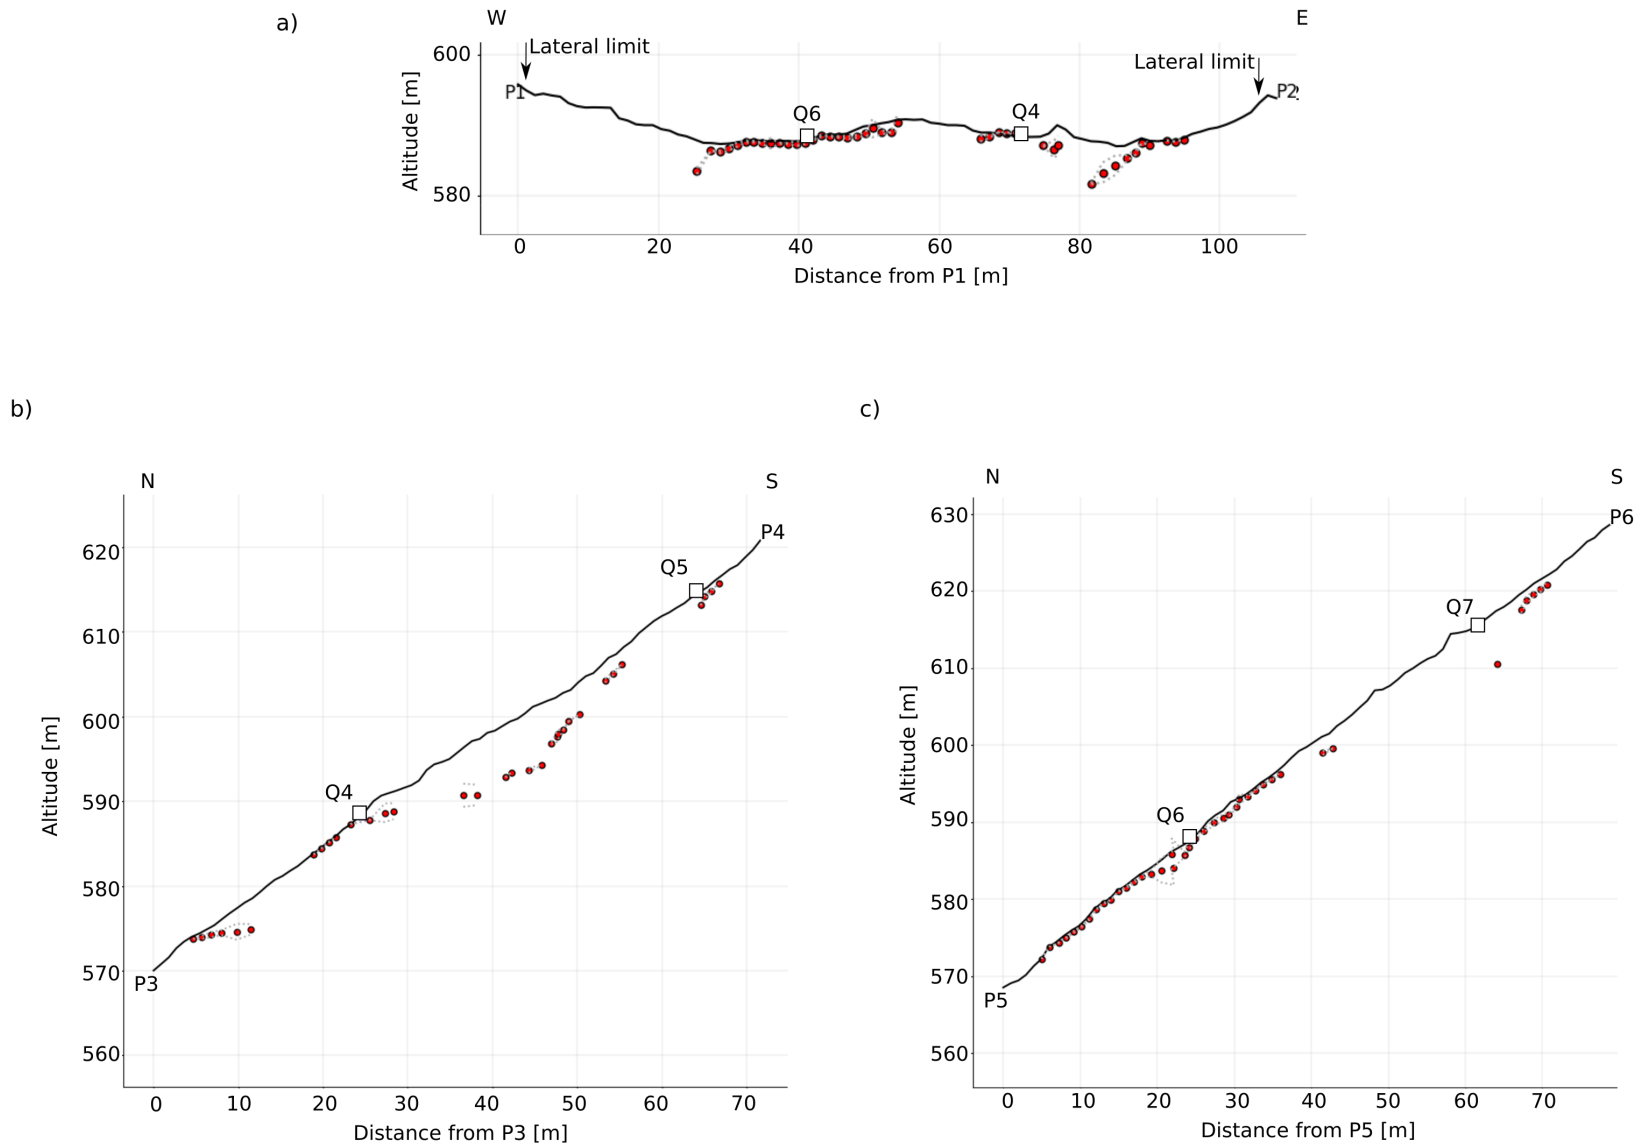 a)
W
E
Lateral limit
Lateral limit
P1
Q6
Q4
P2
600
580
Altitude [m]
0 20 40 60 80 100
Distance from P1 [m]
b)
N
S
P4
Q5
Q4
P3
620
610
600
590
580
570
560
Altitude [m]
0 10 20 30 40 50 60 70
Distance from P3 [m]
c)
N
S
P6
Q7
Q6
P5
630
620
610
600
590
580
570
560
Altitude [m]
0 10 20 30 40 50 60 70
Distance from P5 [m]